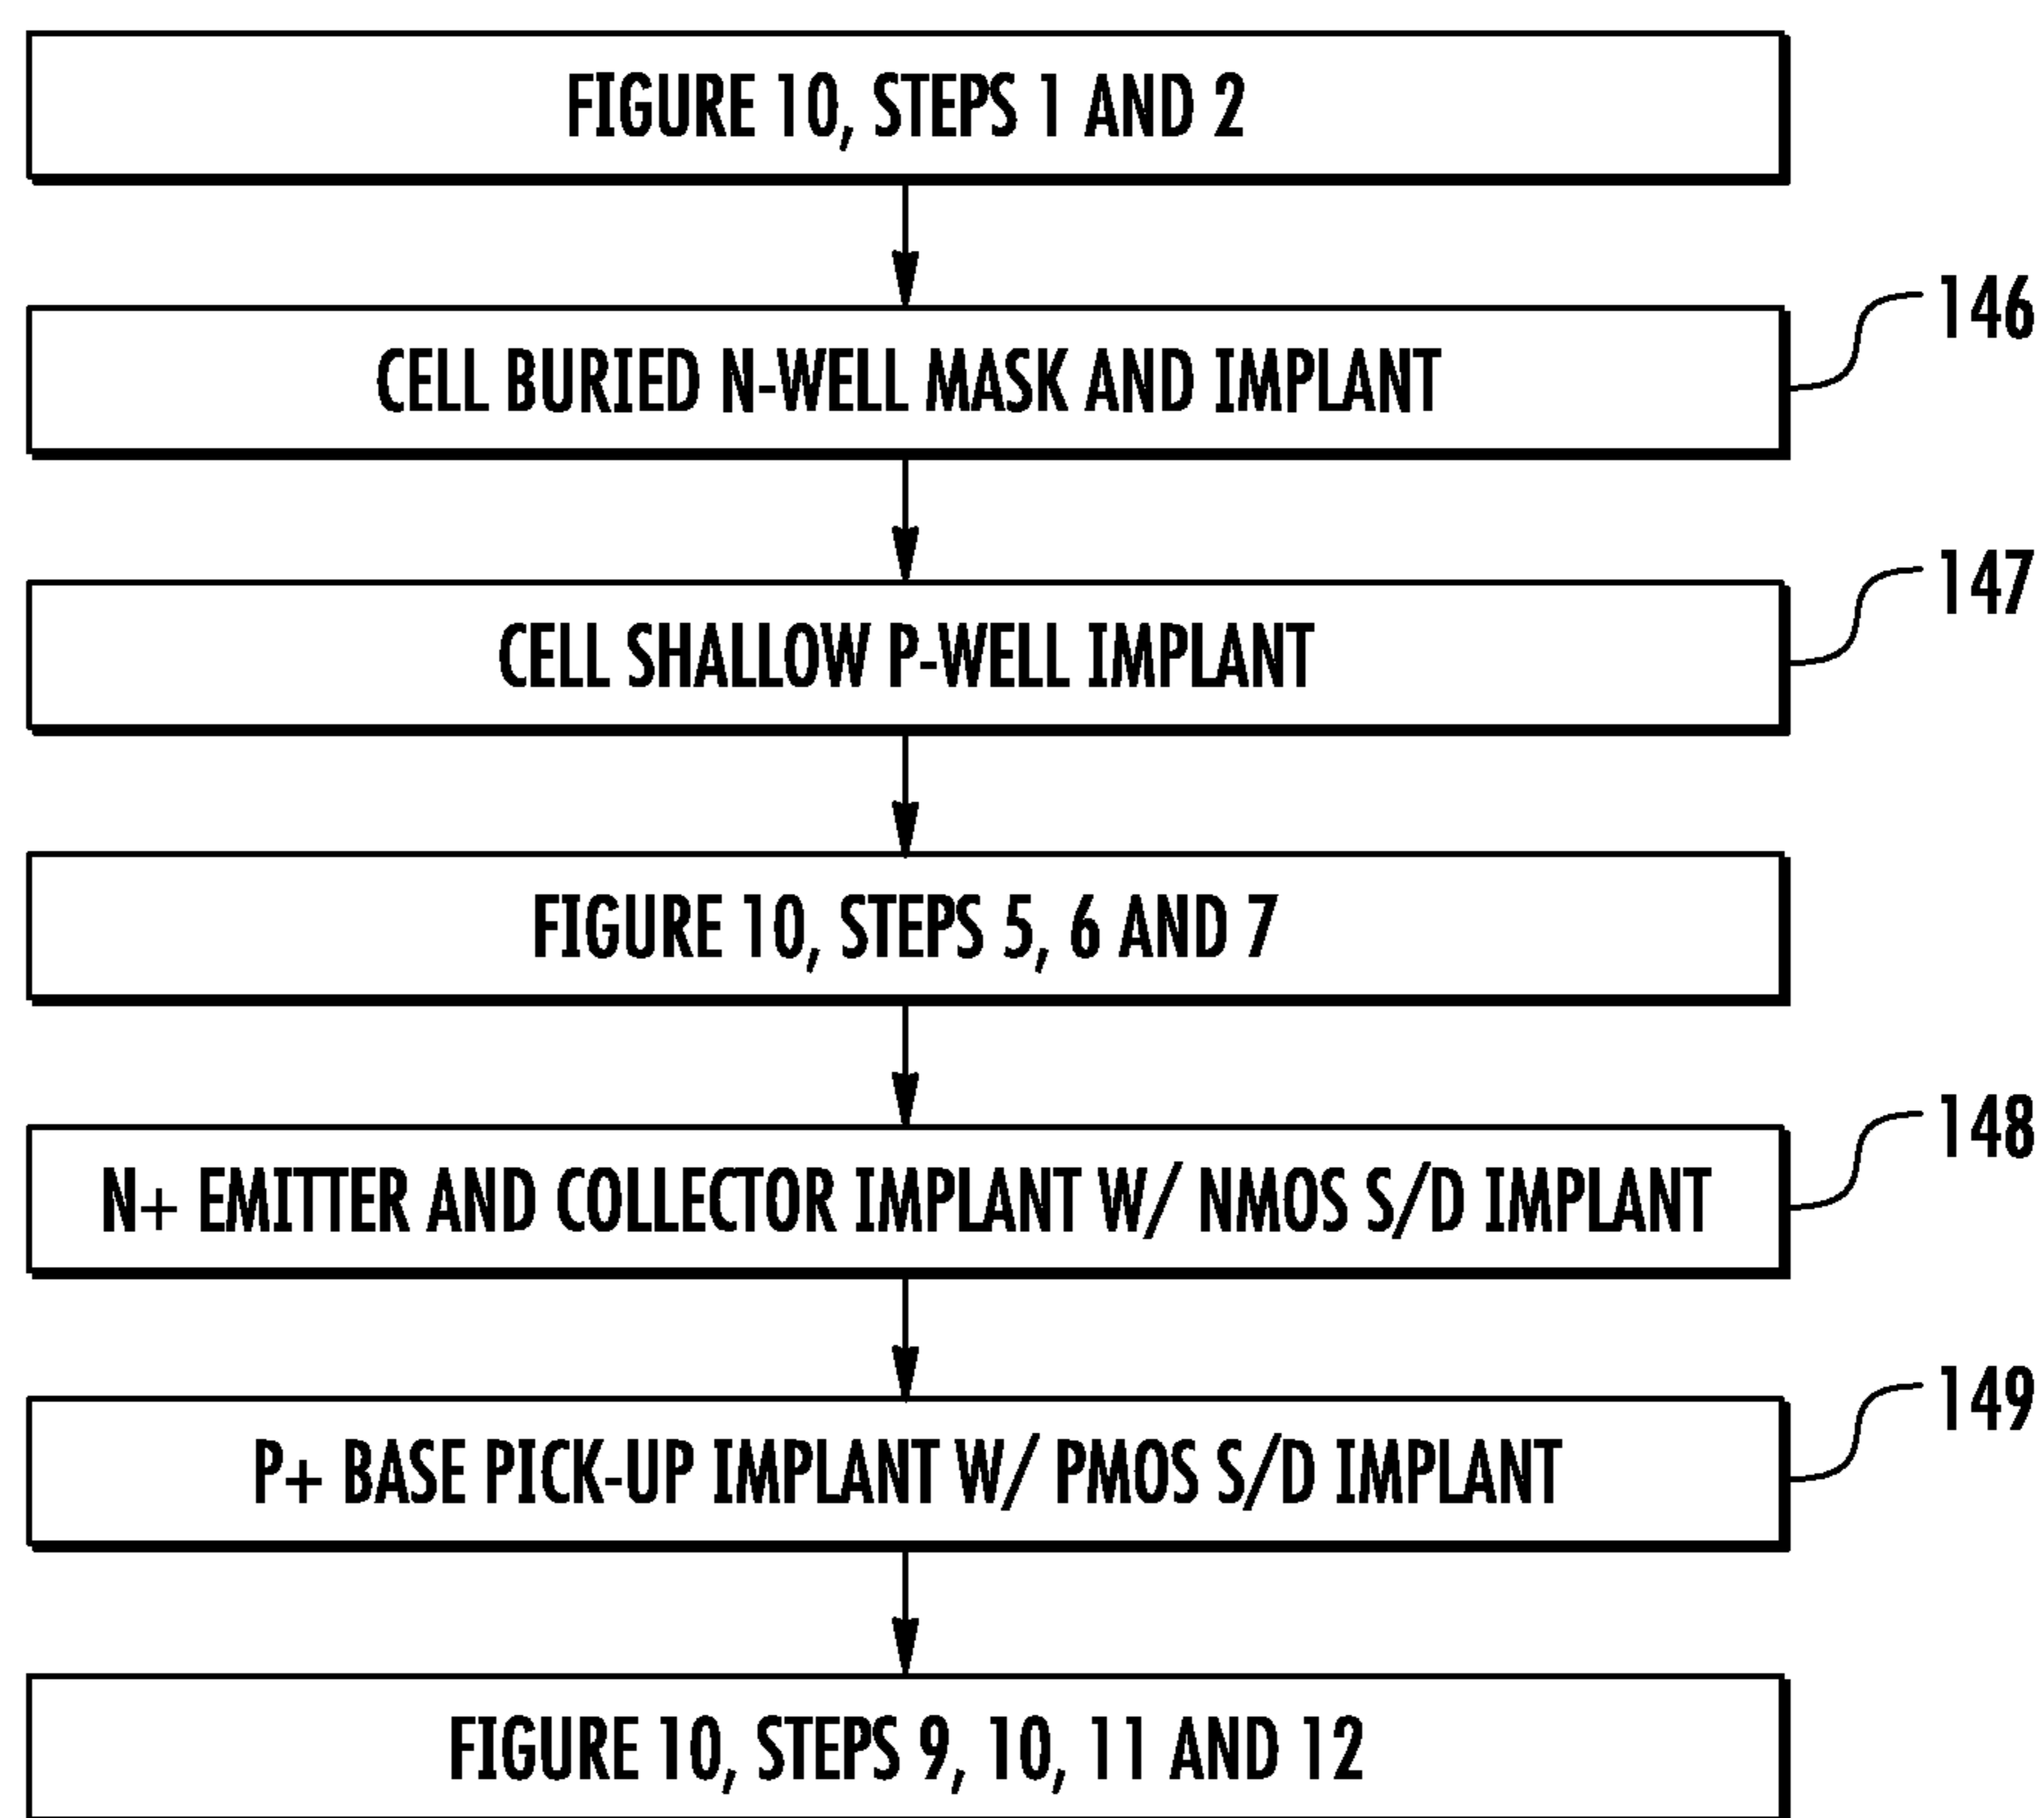 FIGURE 10, STEPS 1 AND 2
146
CELL BURIED N-WELL MASK AND IMPLANT
147
CELL SHALLOW P-WELL IMPLANT
FIGURE 10, STEPS 5, 6 AND 7
148
N+ EMITTER AND COLLECTOR IMPLANT W/ NMOS S/D IMPLANT
149
P+ BASE PICK-UP IMPLANT W/ PMOS S/D IMPLANT
FIGURE 10, STEPS 9, 10, 11 AND 12